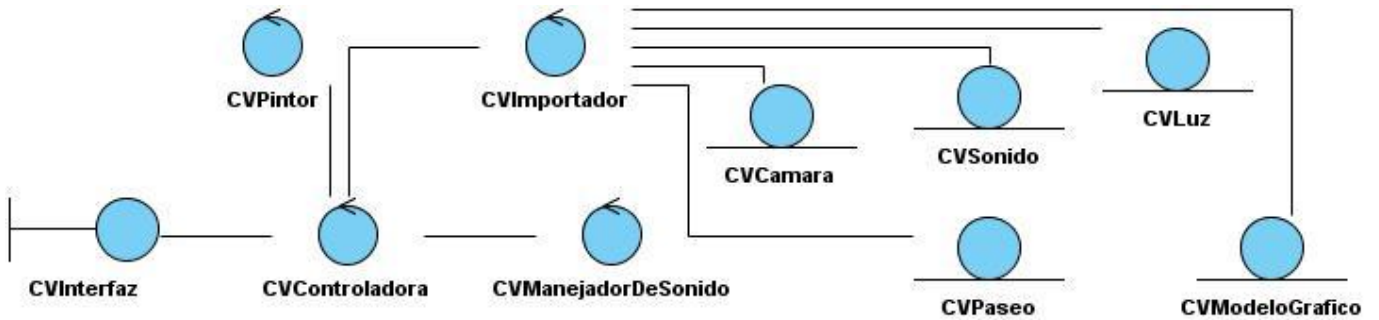 CVPintor
CVImportador
CVLuz
CVSonido
CVCamara
CVInterfaz
CVControladora
CVManejadorDeSonido
CVPaseo
CVModeloGrafico